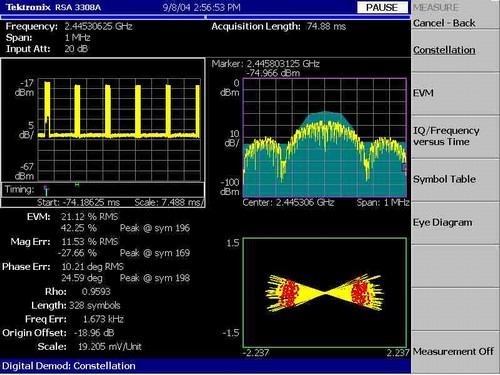 Tektronix RSA 3308A 9/8/04 2:56:53 PM PAUSE MEASURE
Cancel - Back
Frequency: 2.44530625 GHz Acquisition Length: 74.88 ms
Span: 1 MHz
Input Att: 20 dB
Constellation
Marker: 2.445803125 GHz
-74.966 dBm
-17
dBm
0
dBm
EVM
5
dB/
10
dB/
IQ/Frequency
versus Time
-67
dBm
-100
dBm
Symbol Table
Timing:
Start: -74.18625 ms Scale: 7.488 ms/
Center: 2.445306 GHz Span: 1 MHz
Eye Diagram
EVM: 21.12 % RMS
42.25 % Peak @ sym 196
Mag Err: 11.53 % RMS
-27.66 % Peak @ sym 169
Phase Err: 10.21 deg RMS
24.59 deg Peak @ sym 198
Rho: 0.9593
Length: 328 symbols
Freq Err: 1.673 kHz
Origin Offset: -18.96 dB
Scale: 19.205 mV/Unit
1.5
-1.5
-2.237 2.237
Measurement Off
Digital Demod: Constellation